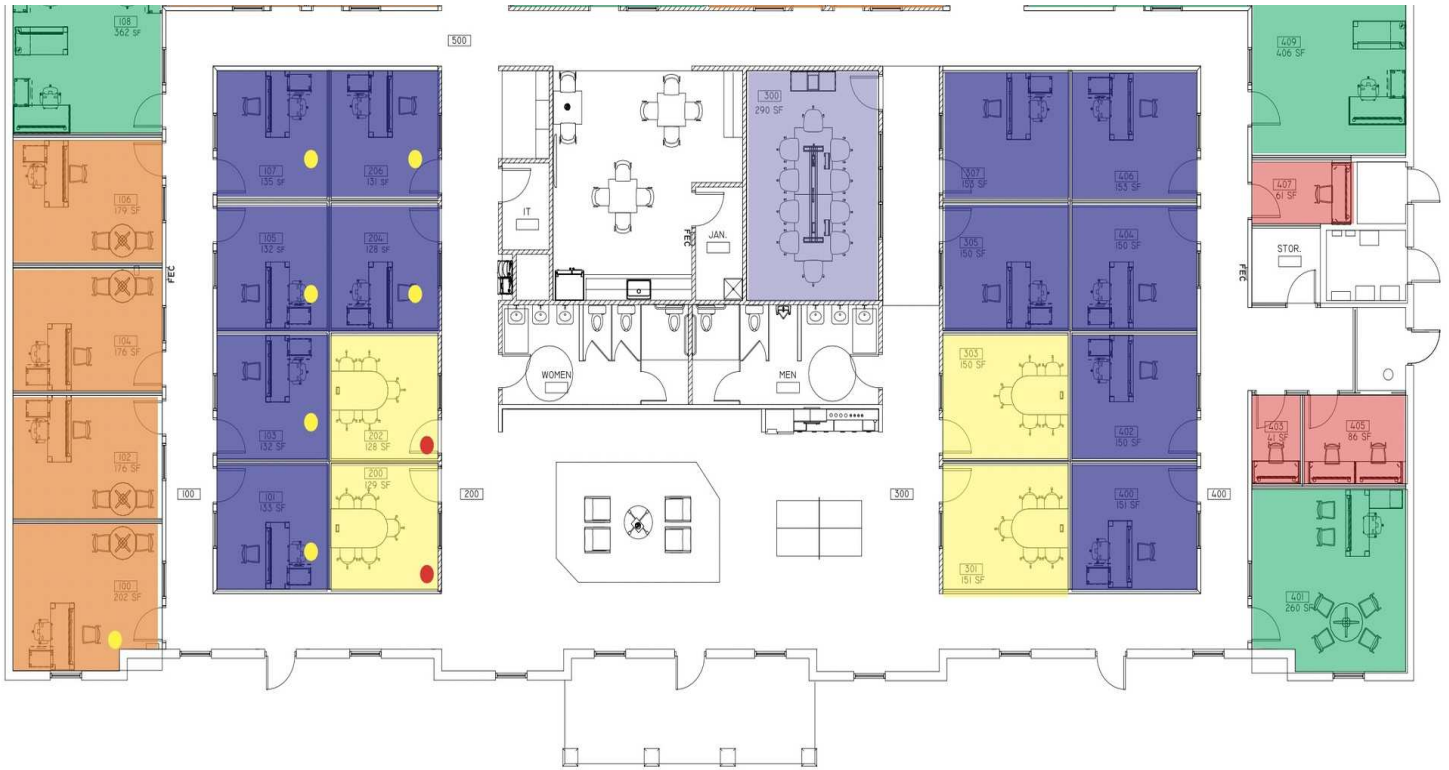 108
362 SF
500
409
406 SF
300
290 SF
107
135 SF
206
131 SF
307
153 SF
406
153 SF
407
61 SF
106
179 SF
IT
JAN.
FEC
105
132 SF
204
128 SF
305
150 SF
404
150 SF
STOR.
FEC
FEC
104
176 SF
WOMEN
MEN
103
132 SF
202
128 SF
303
150 SF
402
150 SF
403
41 SF
405
86 SF
102
176 SF
100
200
300
400
101
133 SF
200
129 SF
301
151 SF
400
151 SF
100
202 SF
401
260 SF